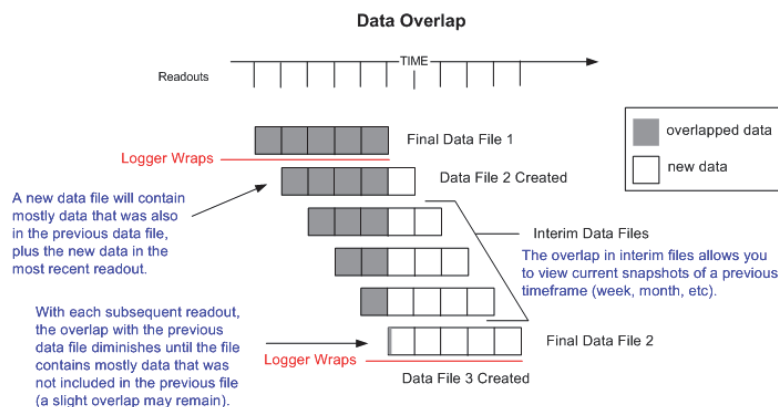 Data Overlap
TIME
Readouts
Final Data File 1
overlapped data
new data
Logger Wraps
Data File 2 Created
A new data file will contain
mostly data that was also
in the previous data file,
plus the new data in the
most recent readout.
Interim Data Files
The overlap in interim files allows you
to view current snapshots of a previous
timeframe (week, month, etc).
With each subsequent readout,
the overlap with the previous
data file diminishes until the file
contains mostly data that was
not included in the previous file
(a slight overlap may remain).
Final Data File 2
Logger Wraps
Data File 3 Created